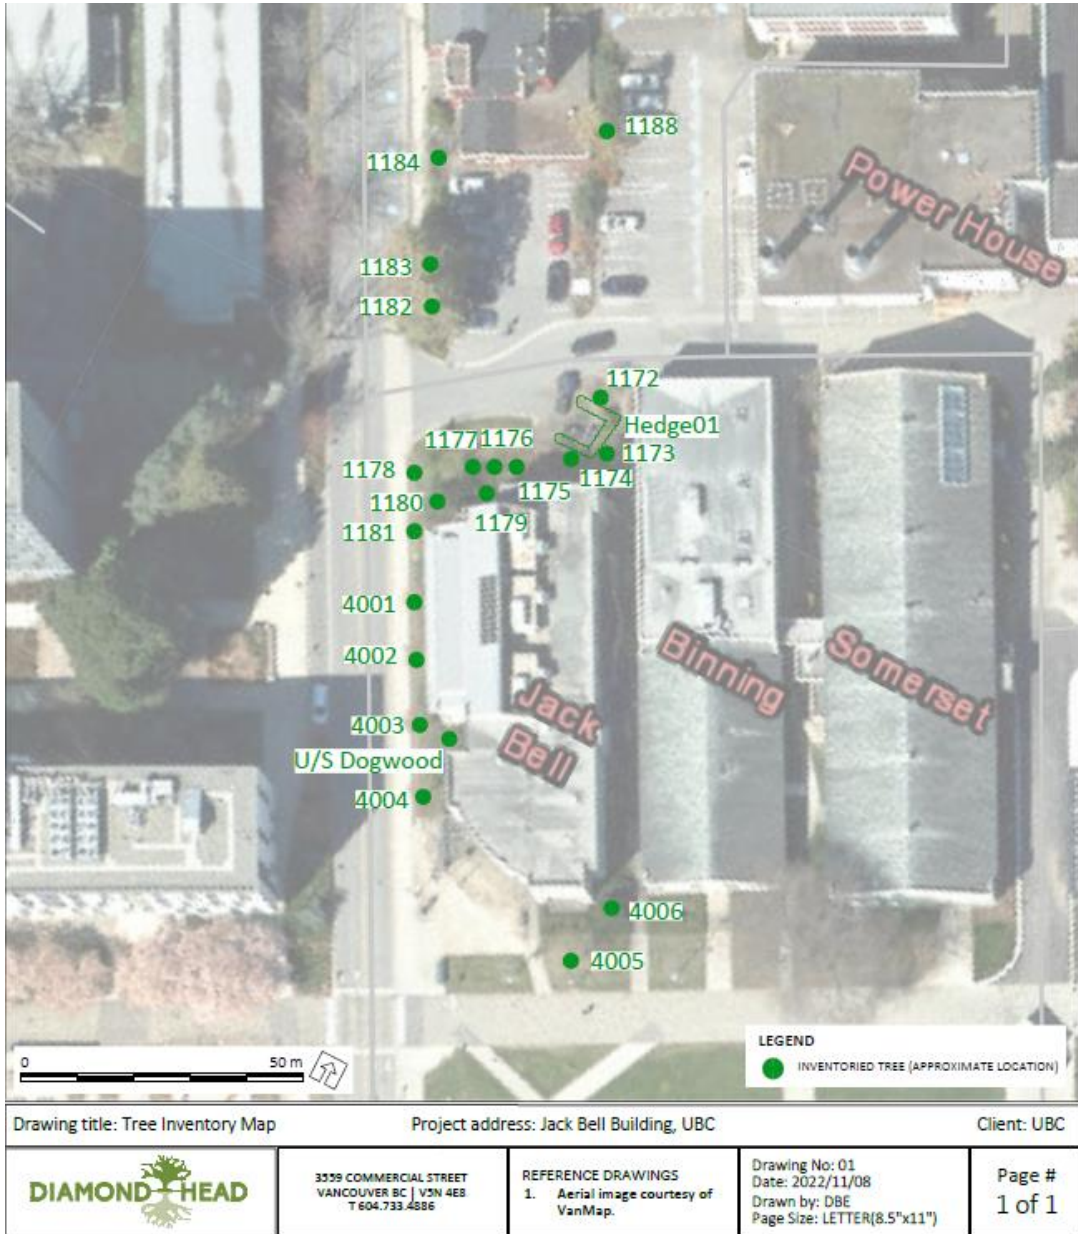 1188
1184
Power House
1183
1182
1172
Hedge01
1177 1176
1178
1173
1174
1175
1180
1179
1181
4001
4002
Binning
Somerset
Jack
Bell
4003
U/S Dogwood
4004
4006
4005
0 50 m
LEGEND
INVENTORIED TREE (APPROXIMATE LOCATION)
Drawing title: Tree Inventory Map
Project address: Jack Bell Building, UBC
Client: UBC
DIAMOND HEAD
3559 COMMERCIAL STREET
VANCOUVER BC | V5N 4E8
T 604.733.4886
REFERENCE DRAWINGS
1. Aerial image courtesy of
VanMap.
Drawing No: 01
Date: 2022/11/08
Drawn by: DBE
Page Size: LETTER(8.5"x11")
Page #
1 of 1